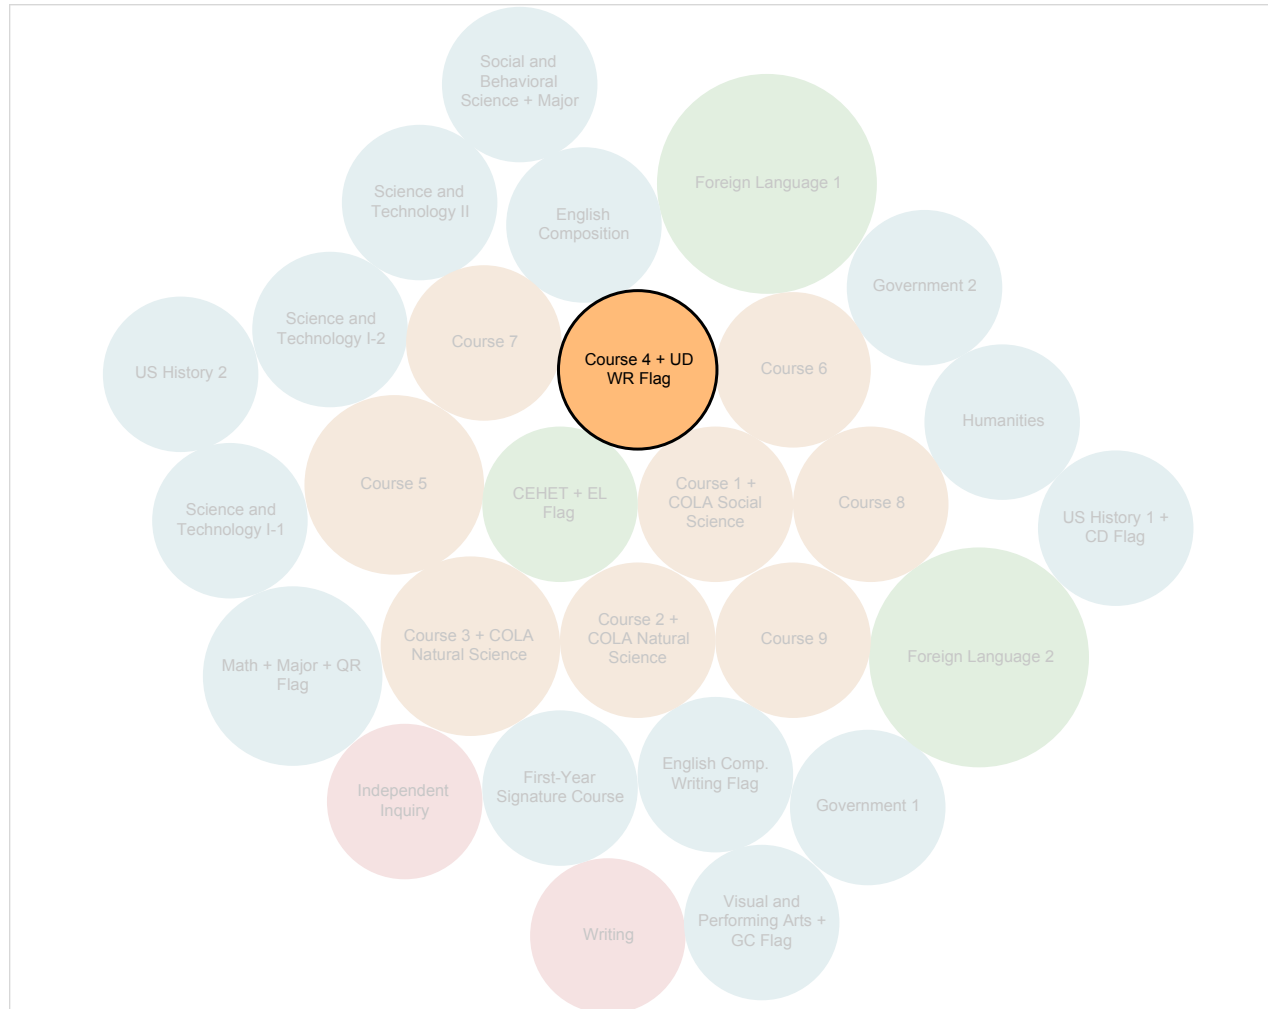 Social and
Behavioral
Science + Major
Foreign Language 1
Science and
Technology II
English
Composition
Government 2
Science and
Technology I-2
Course 7
Course 4 + UD
WR Flag
Course 6
US History 2
Humanities
Course 5
CEHET + EL
Flag
Course 1 +
COLA Social
Science
Course 8
Science and
Technology I-1
US History 1 +
CD Flag
Course 3 + COLA
Natural Science
Course 2 +
COLA Natural
Science
Course 9
Foreign Language 2
Math + Major + QR
Flag
Independent
Inquiry
First-Year
Signature Course
English Comp.
Writing Flag
Government 1
Visual and
Performing Arts +
GC Flag
Writing